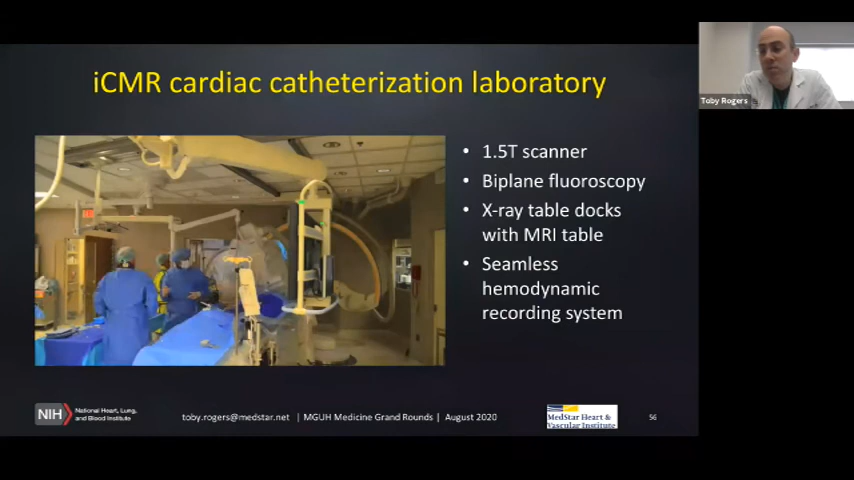 iCMR cardiac catheterization laboratory
Toby Rogers
• 1.5T scanner
• Biplane fluoroscopy
• X-ray table docks
with MRI table
• Seamless
hemodynamic
recording system
NIH
National Heart, Lung,
and Blood Institute
toby.rogers@medstar.net | MGUH Medicine Grand Rounds | August 2020
MedStar Heart &
Vascular Institute
56